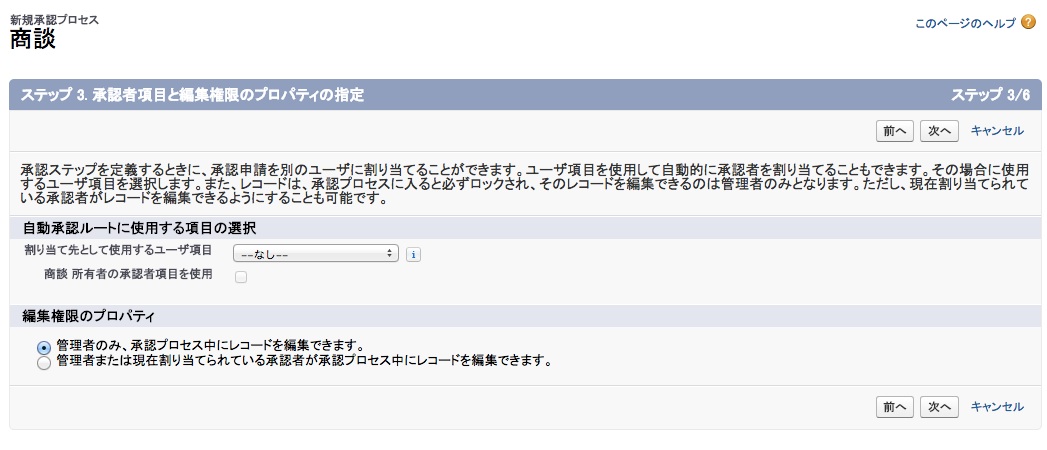 新規承認プロセス
商談
このページのヘルプ ?
ステップ 3. 承認者項目と編集権限のプロパティの指定
ステップ 3/6
前へ 次へ キャンセル
承認ステップを定義するときに、承認申請を別のユーザに割り当てることができます。ユーザ項目を使用して自動的に承認者を割り当てることもできます。その場合に使用
するユーザ項目を選択します。また、レコードは、承認プロセスに入ると必ずロックされ、そのレコードを編集できるのは管理者のみとなります。ただし、現在割り当てられて
いる承認者がレコードを編集できるようにすることも可能です。
自動承認ルートに使用する項目の選択
割り当て先として使用するユーザ項目 --なし-- i
商談 所有者の承認者項目を使用
編集権限のプロパティ
管理者のみ、承認プロセス中にレコードを編集できます。
管理者または現在割り当てられている承認者が承認プロセス中にレコードを編集できます。
前へ 次へ キャンセル